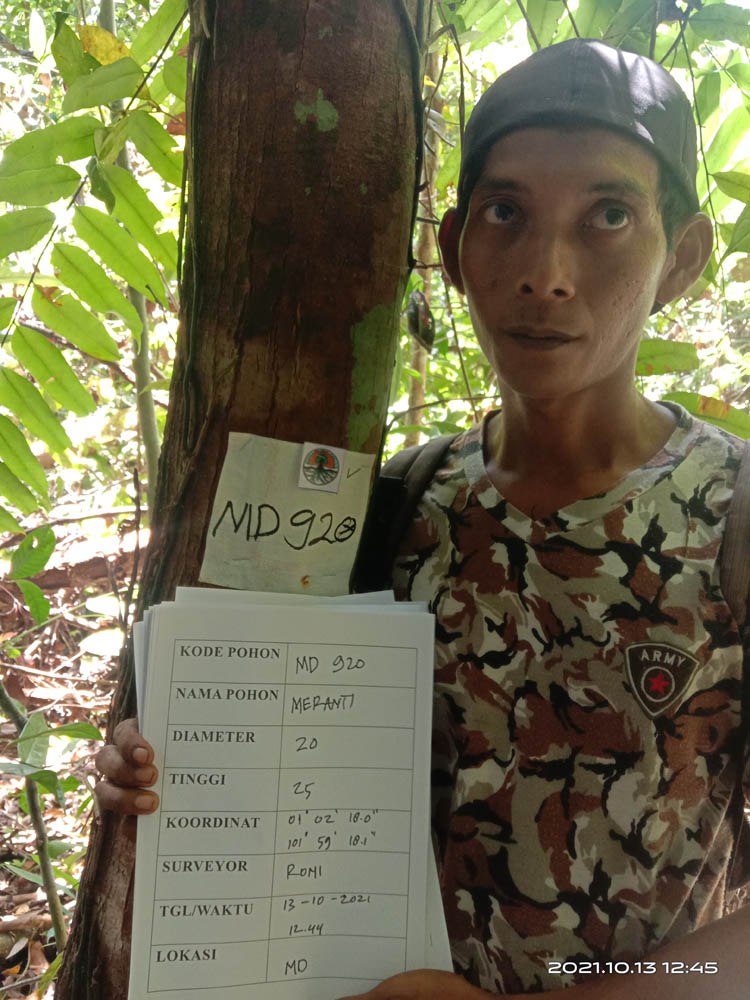 MD 920
KODE POHON MD 920
NAMA POHON MERANTI
DIAMETER 20
TINGGI 25
KOORDINAT 01° 02' 18.0"
101° 59' 18.1"
SURVEYOR ROMI
TGL/WAKTU 13-10-2021
12.44
LOKASI MD
ARMY
2021.10.13 12:45